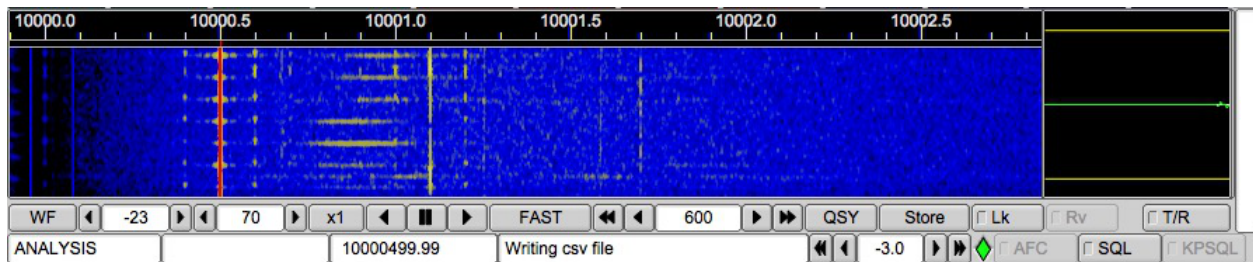 10000.0 10000.5 10001.0 10001.5 10002.0 10002.5
WF -23 70 x1 FAST 600 QSY Store Lk Rv T/R
ANALYSIS 10000499.99 Writing csv file -3.0 AFC SQL KPSQL